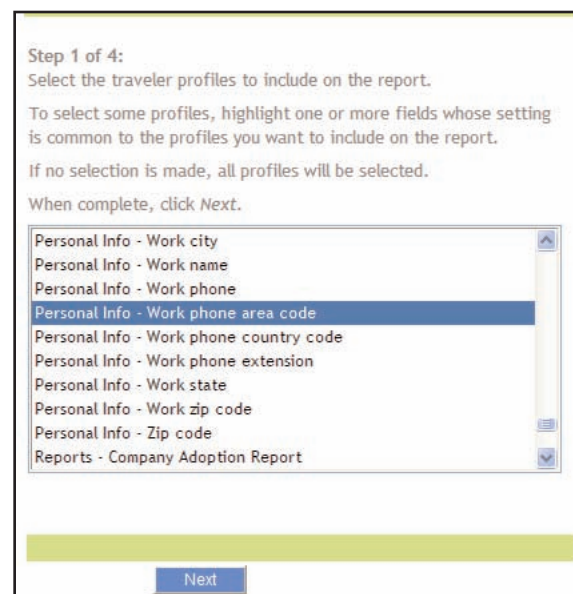 Step 1 of 4:
Select the traveler profiles to include on the report.
To select some profiles, highlight one or more fields whose setting
is common to the profiles you want to include on the report.
If no selection is made, all profiles will be selected.
When complete, click Next.
Personal Info - Work city
Personal Info - Work name
Personal Info - Work phone
Personal Info - Work phone area code
Personal Info - Work phone country code
Personal Info - Work phone extension
Personal Info - Work state
Personal Info - Work zip code
Personal Info - Zip code
Reports - Company Adoption Report
Next